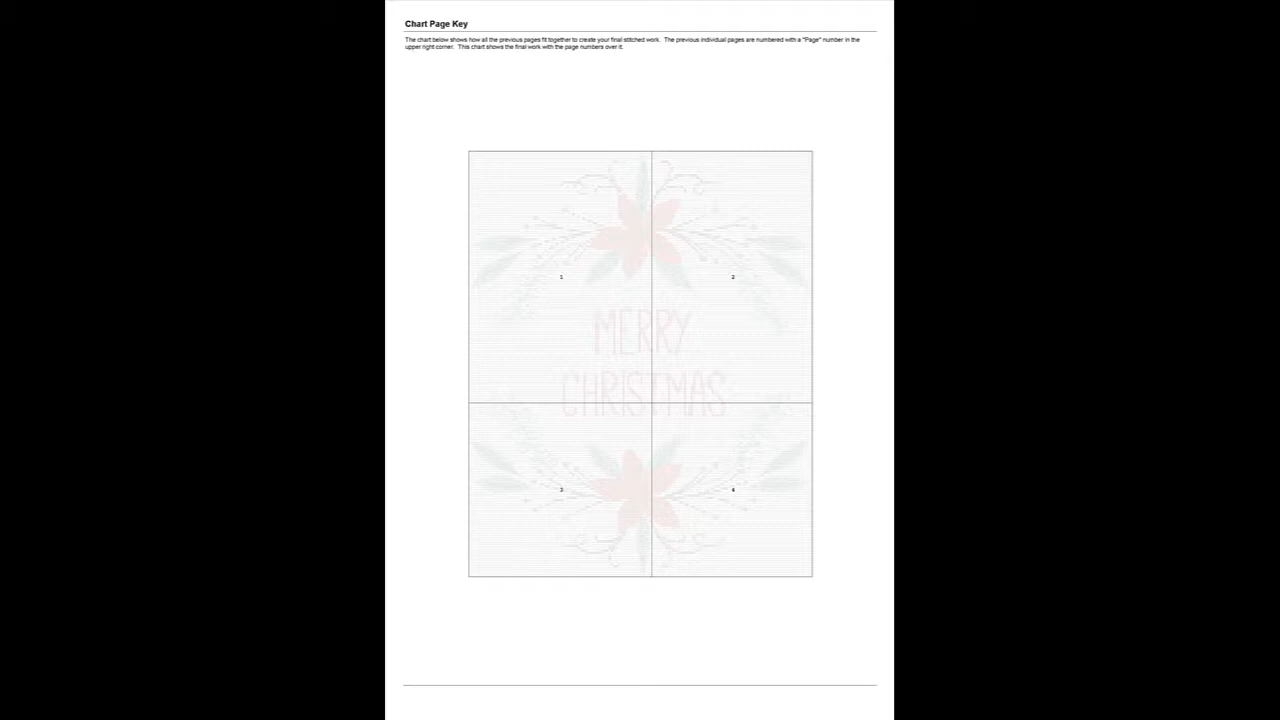 Chart Page Key
The chart below shows how all the previous pages fit together to create your final stitched work. The previous individual pages are numbered with a "Page" number in the
upper right corner. This chart shows the final work with the page numbers over it.
1
2
MERRY
CHRISTMAS
3
4